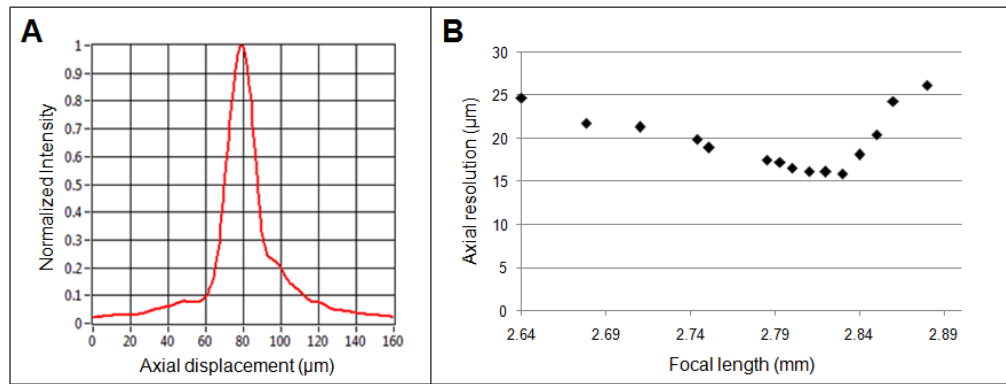 A
Normalized Intensity
1
0.9
0.8
0.7
0.6
0.5
0.4
0.3
0.2
0.1
0
0 20 40 60 80 100 120 140 160
Axial displacement (µm)
B
Axial resolution (µm)
30
25
20
15
10
5
0
2.64 2.69 2.74 2.79 2.84 2.89
Focal length (mm)